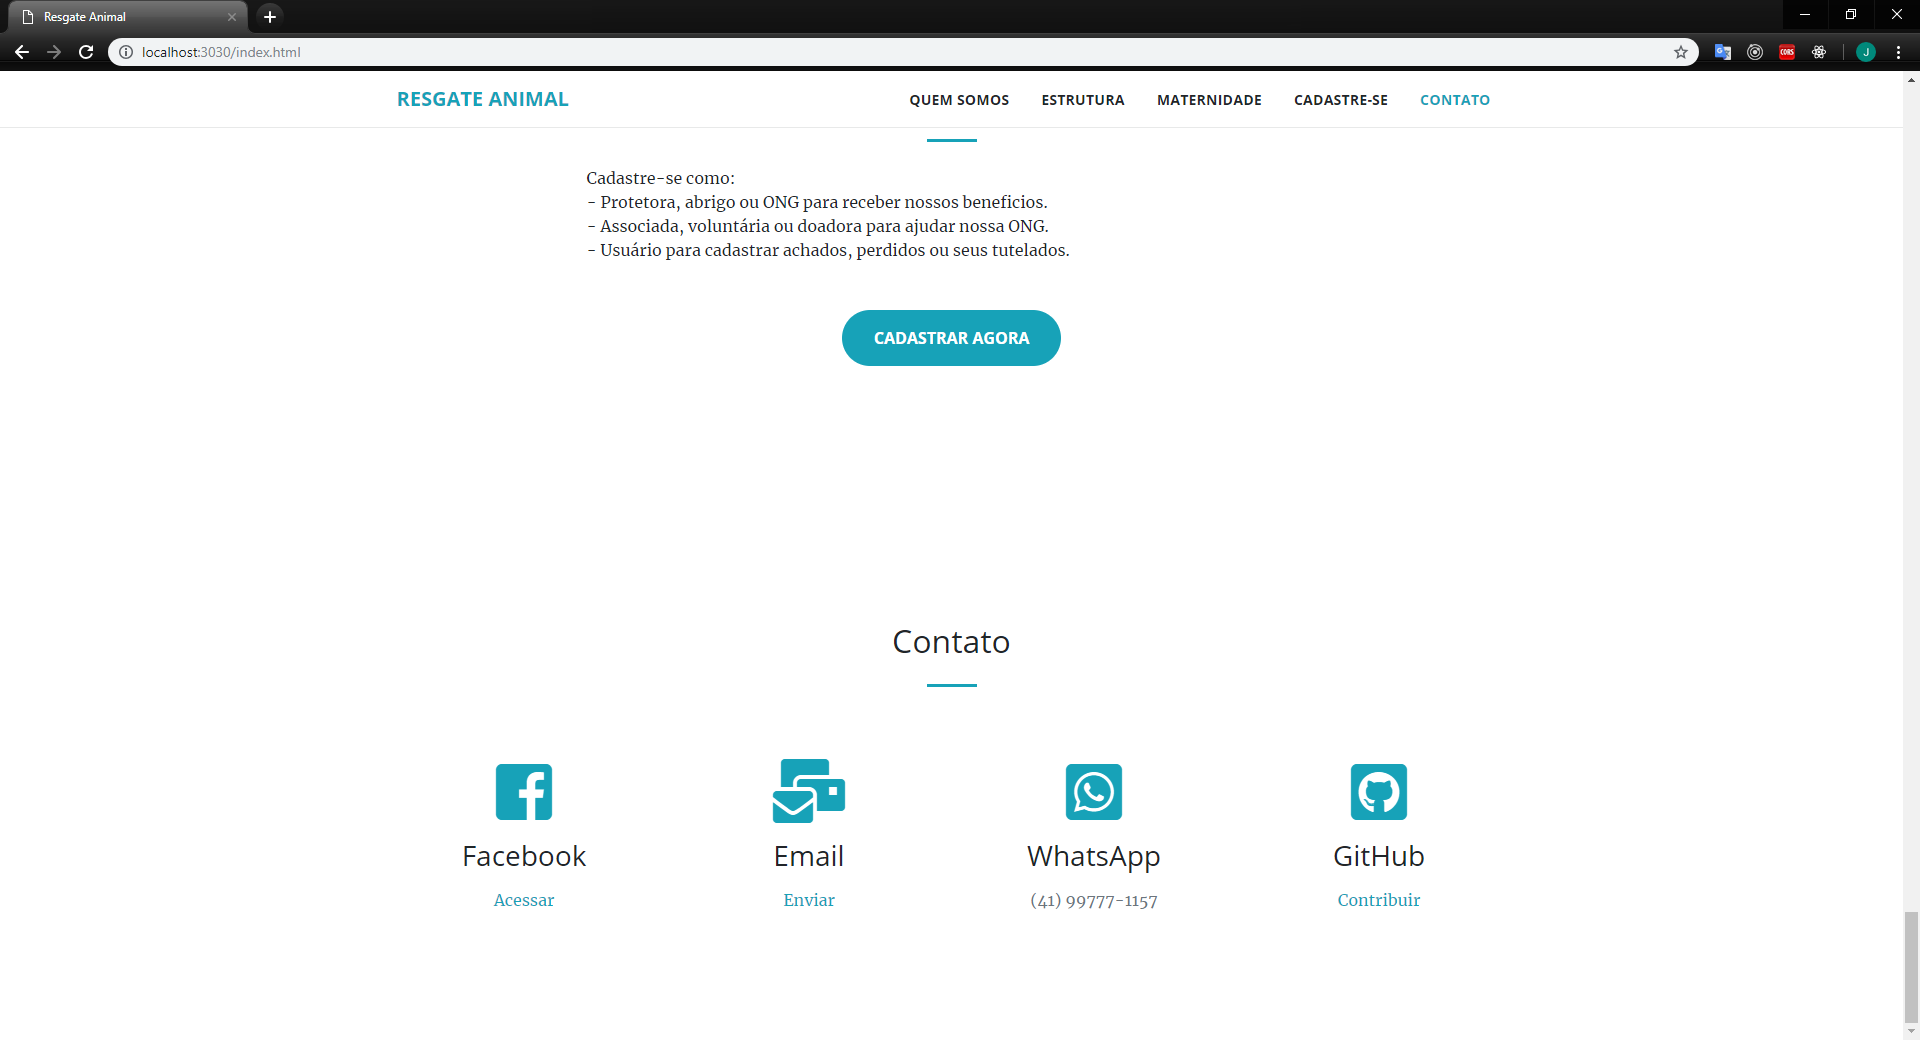 Resgate Animal
localhost:3030/index.html
CORS
J
RESGATE ANIMAL
QUEM SOMOS
ESTRUTURA
MATERNIDADE
CADASTRE-SE
CONTATO
Cadastre-se como:
- Protetora, abrigo ou ONG para receber nossos beneficios.
- Associada, voluntária ou doadora para ajudar nossa ONG.
- Usuário para cadastrar achados, perdidos ou seus tutelados.
CADASTRAR AGORA
Contato
Facebook
Email
WhatsApp
GitHub
Acessar
Enviar
(41) 99777-1157
Contribuir